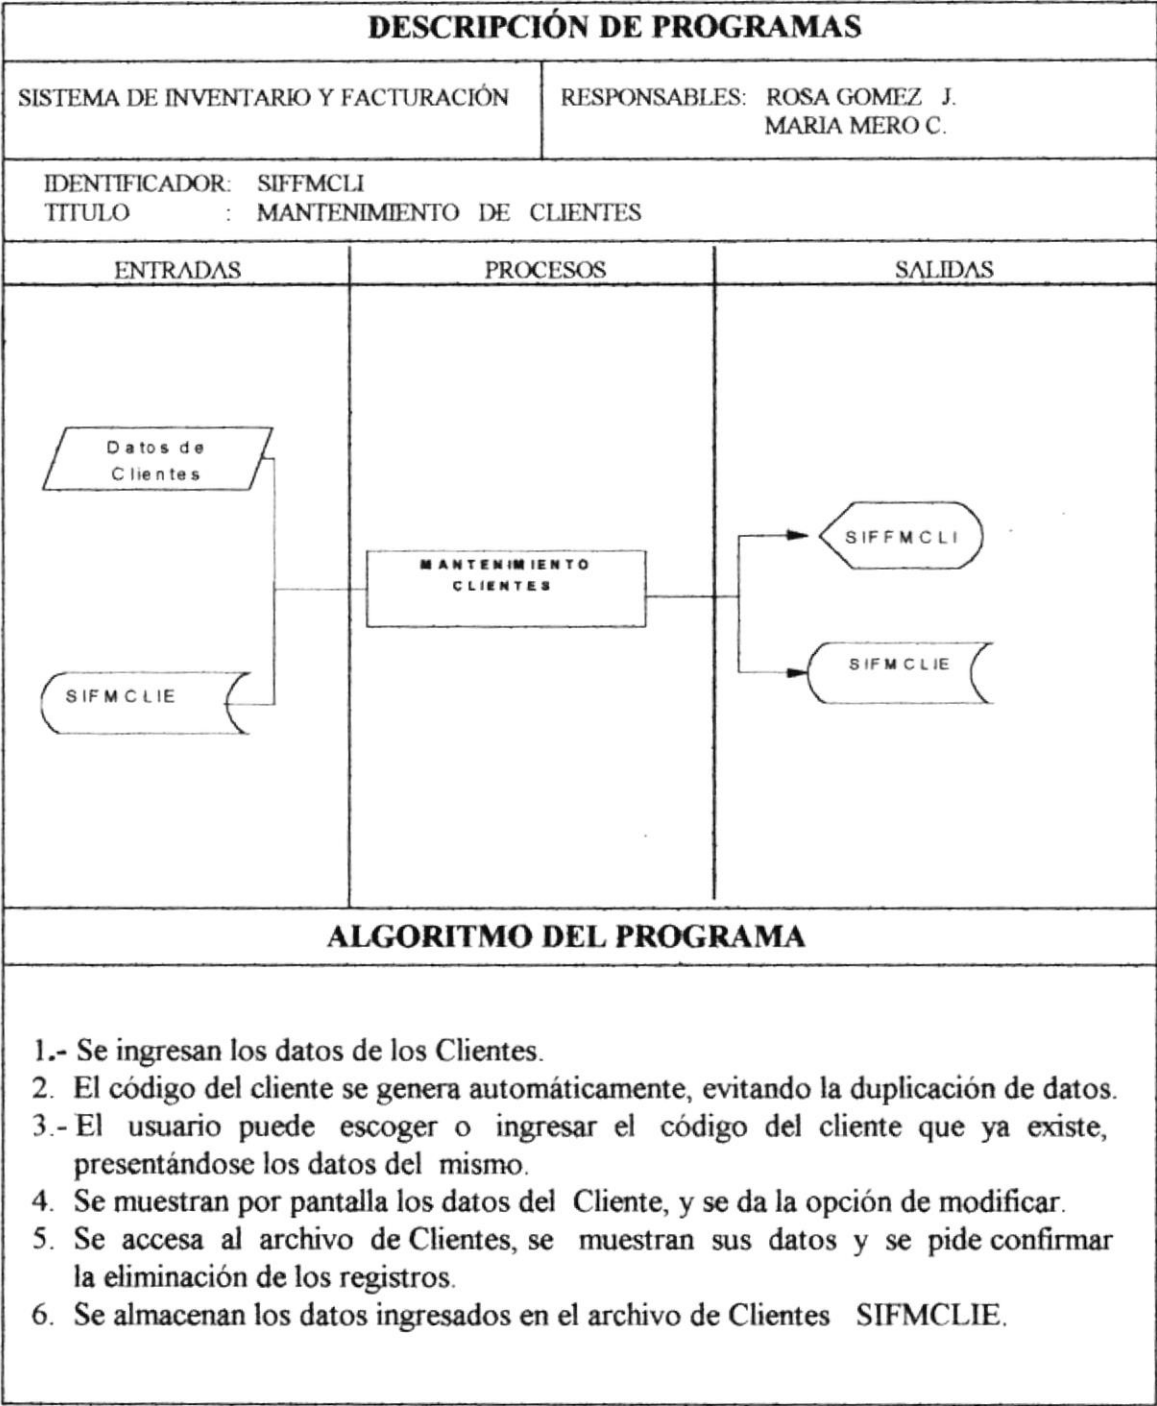 DESCRIPCIÓN DE PROGRAMAS
SISTEMA DE INVENTARIO Y FACTURACIÓN
RESPONSABLES: ROSA GOMEZ J.
MARIA MERO C.
IDENTIFICADOR: SIFFMCLI
TITULO : MANTENIMIENTO DE CLIENTES
ENTRADAS
PROCESOS
SALIDAS
Datos de
Clientes
SIFMCLIE
MANTENIMIENTO
CLIENTES
SIFFMCLI
SIFMCLIE
ALGORITMO DEL PROGRAMA
1.- Se ingresan los datos de los Clientes.
2. El código del cliente se genera automáticamente, evitando la duplicación de datos.
3.- El usuario puede escoger o ingresar el código del cliente que ya existe,
presentándose los datos del mismo.
4. Se muestran por pantalla los datos del Cliente, y se da la opción de modificar.
5. Se accesa al archivo de Clientes, se muestran sus datos y se pide confirmar
la eliminación de los registros.
6. Se almacenan los datos ingresados en el archivo de Clientes SIFMCLIE.